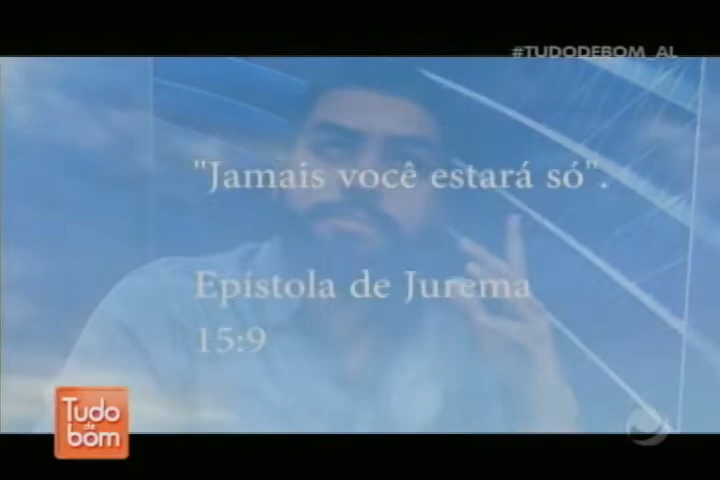 #TUDODEBOM_AL
"Jamais você estará só".
Epístola de Jurema
15:9
Tudo
de
bom